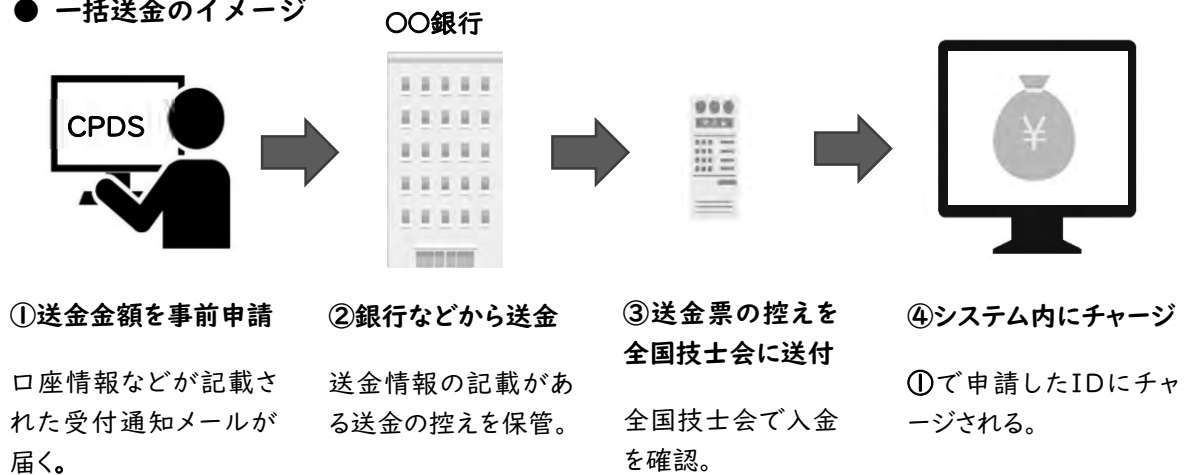 ● 一括送金のイメージ
○○銀行
CPDS
¥
①送金金額を事前申請
口座情報などが記載さ
れた受付通知メールが
届く。
②銀行などから送金
送金情報の記載があ
る送金の控えを保管。
③送金票の控えを
全国技士会に送付
全国技士会で入金
を確認。
④システム内にチャージ
①で申請したIDにチャ
ージされる。